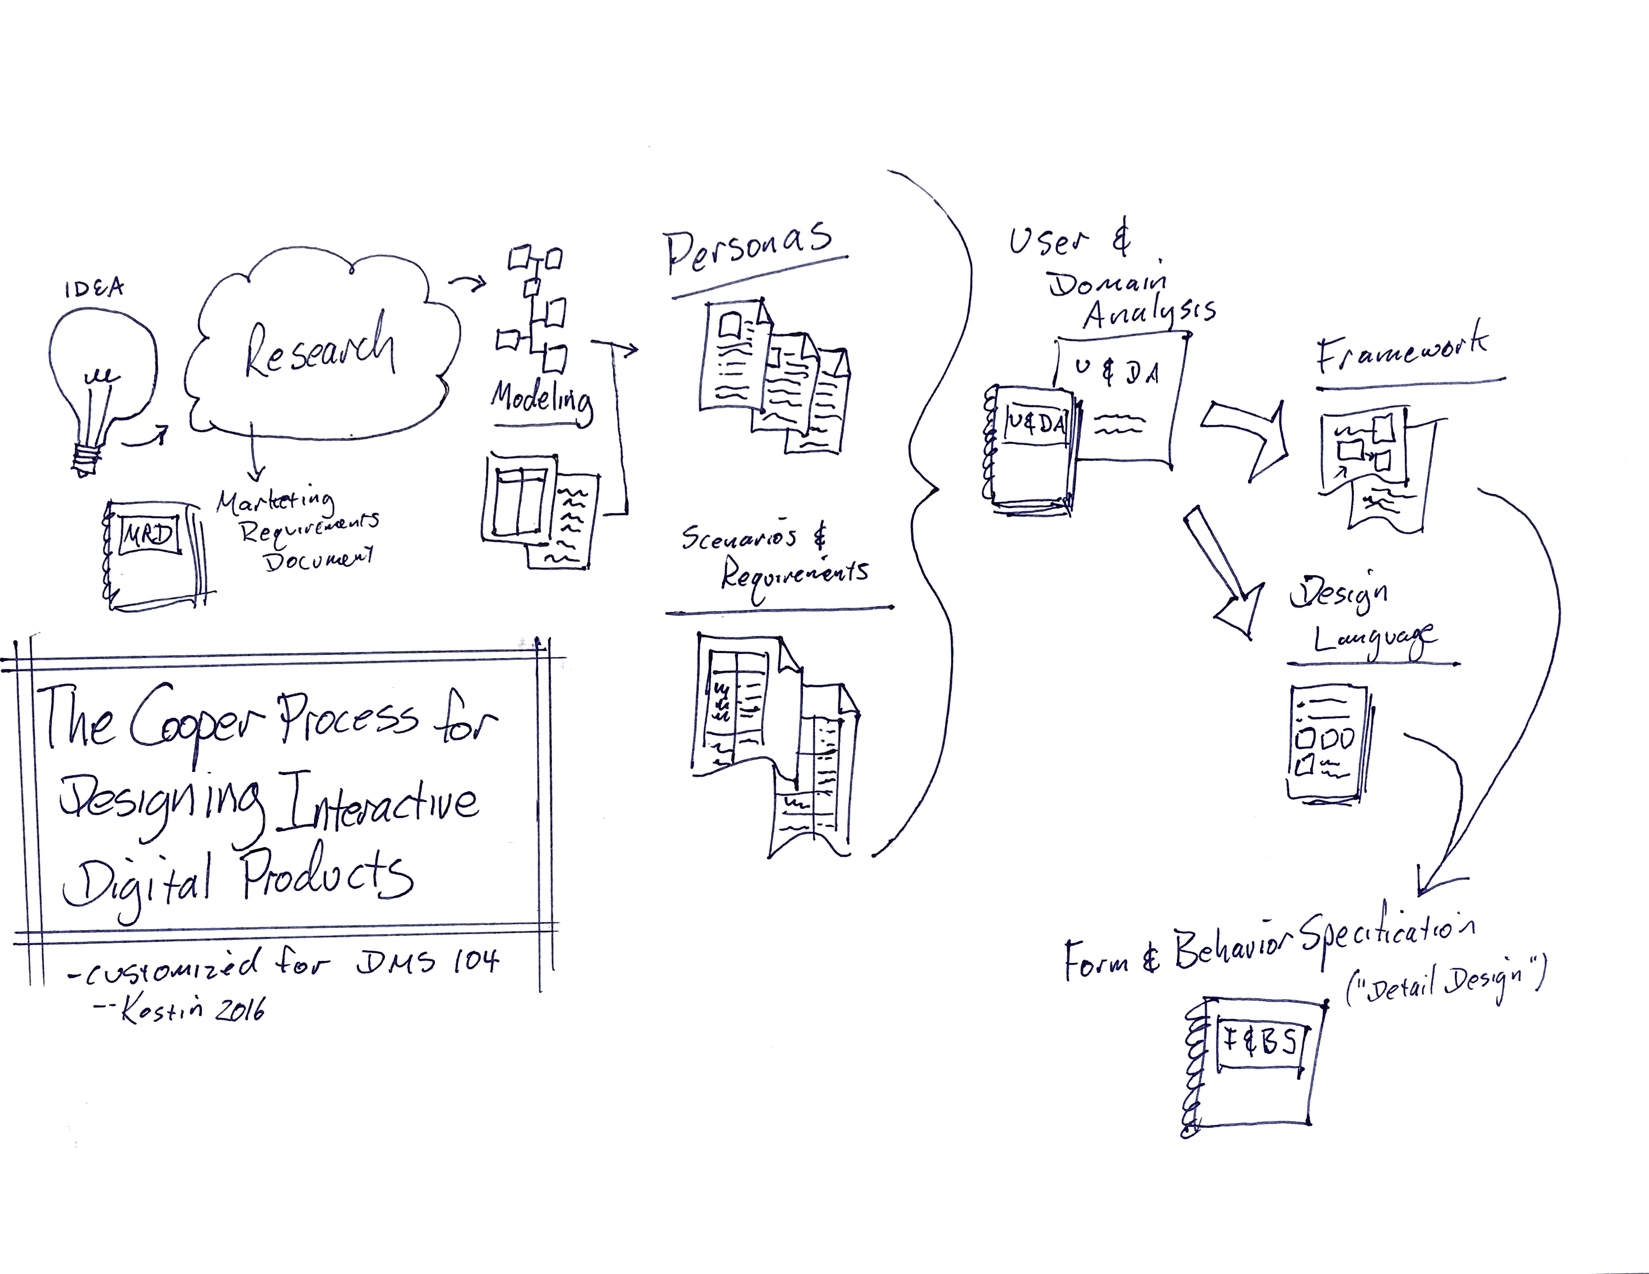 IDEA
Research
MRD
Marketing
Requirements
Document
Modeling
Personas
Scenarios &
Requirements
User &
Domain
Analysis
U & DA
U&DA
Framework
Design
Language
Form & Behavior Specification
("Detail Design")
F&BS
The Cooper Process for
Designing Interactive
Digital Products
-customized for DMS 104
--Kostin 2016